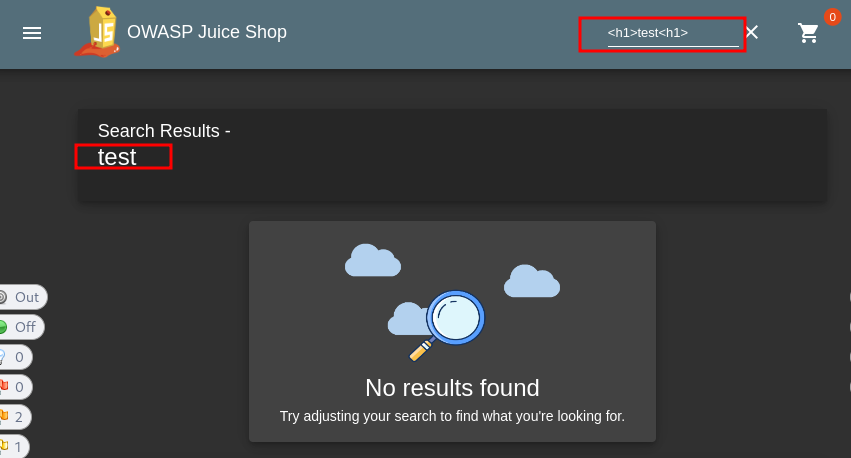 OWASP Juice Shop
<h1>test<h1>
0
Search Results -
test
Out
Off
0
0
2
1
No results found
Try adjusting your search to find what you're looking for.